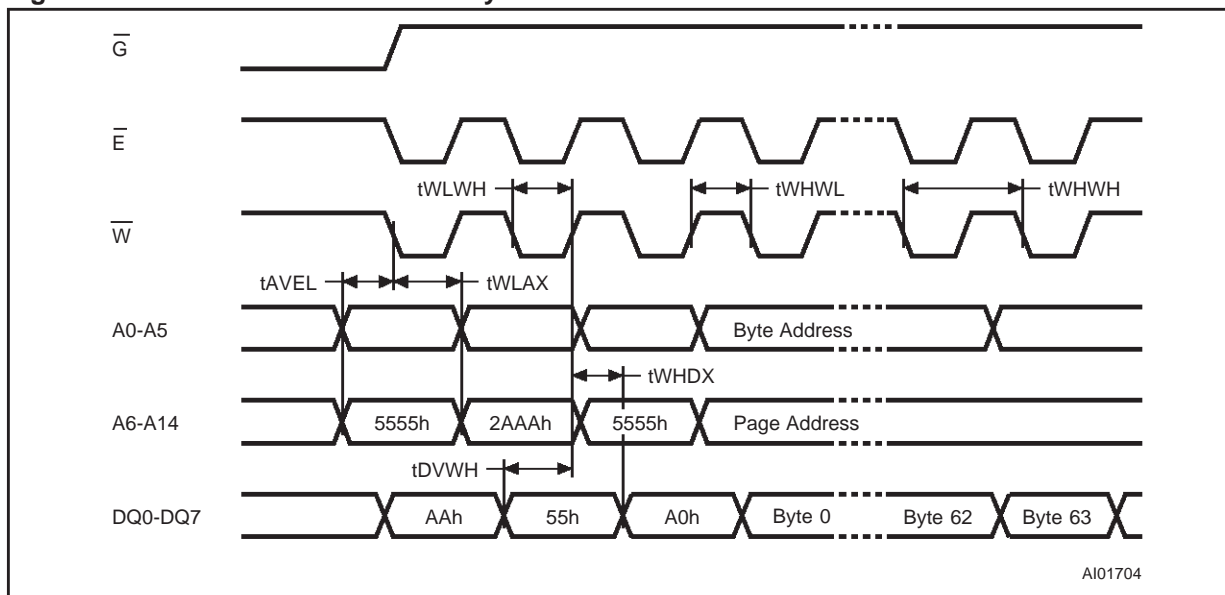 G
E
tWLWH
tWHWL
tWHWH
W
tAVEL
tWLAX
A0-A5
Byte Address
tWHDX
A6-A14
5555h
2AAAh
5555h
Page Address
tDVWH
DQ0-DQ7
AAh
55h
A0h
Byte 0
Byte 62
Byte 63
AI01704